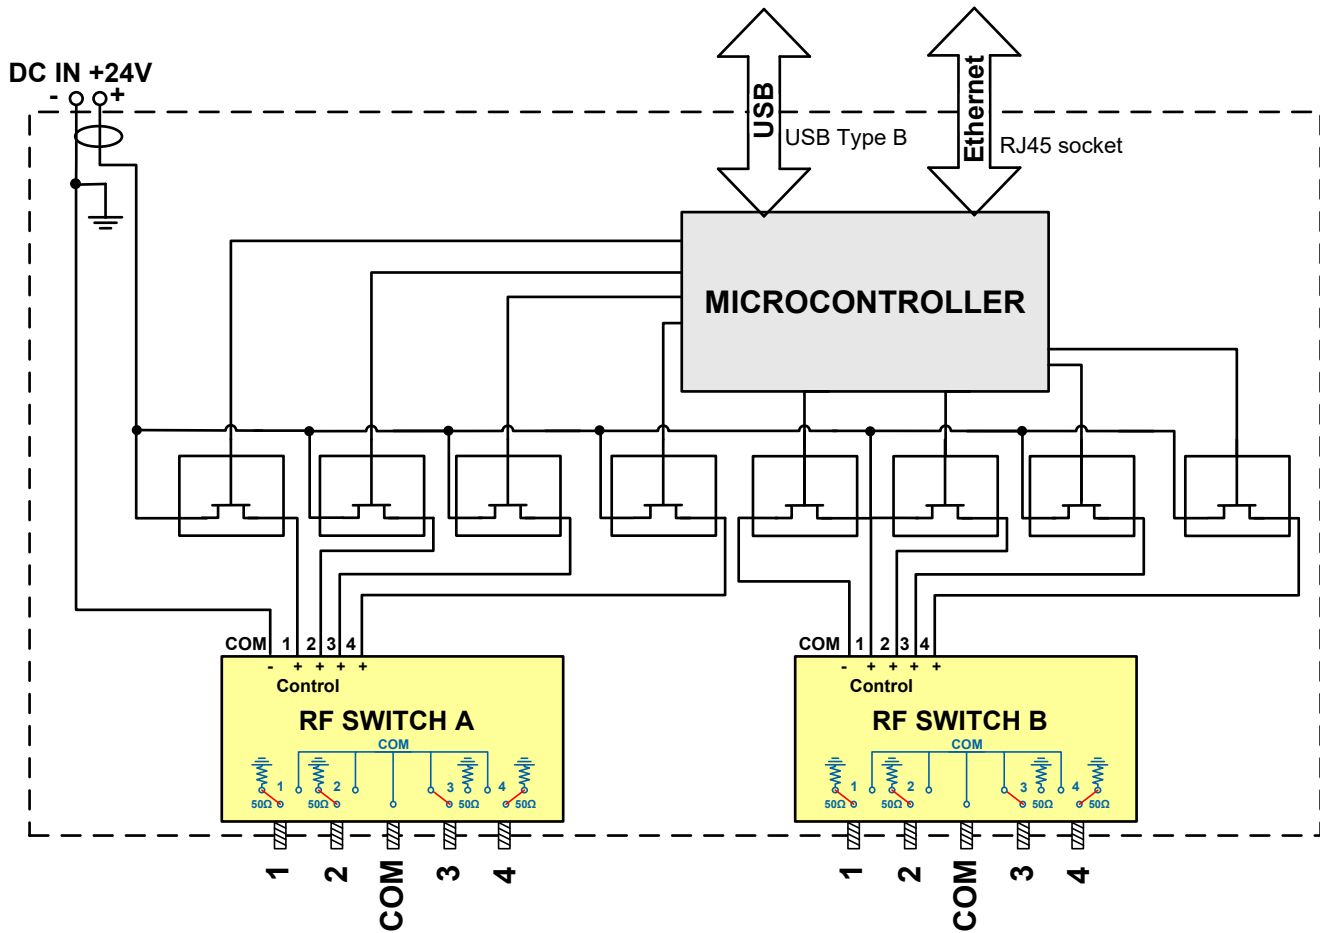 DC IN +24V
- +
USB
USB Type B
Ethernet
RJ45 socket
MICROCONTROLLER
COM 1 2 3 4
- + + + +
Control
RF SWITCH A
COM
1 2 3 4
50Ω 50Ω 50Ω 50Ω
1 2 COM 3 4
COM 1 2 3 4
- + + + +
Control
RF SWITCH B
COM
1 2 3 4
50Ω 50Ω 50Ω 50Ω
1 2 COM 3 4